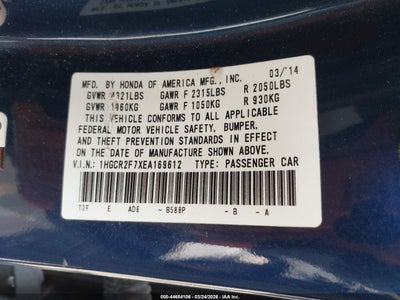 MFD. BY HONDA OF AMERICA MFG., INC. 03/'14
GVWR 4321LBS GAWR F 2315LBS R 2050LBS
GVWR 1960KG GAWR F 1050KG R 930KG
THIS VEHICLE CONFORMS TO ALL APPLICABLE
FEDERAL MOTOR VEHICLE SAFETY, BUMPER,
AND THEFT PREVENTION STANDARDS IN EFFECT
ON THE DATE OF MANUFACTURE SHOWN ABOVE.
V.I.N.: 1HGCR2F7XEA169612 TYPE: PASSENGER CAR
T2F E AD6 - B588P - B - A
000-44604106 - 03/24/2026 - IAA Inc.